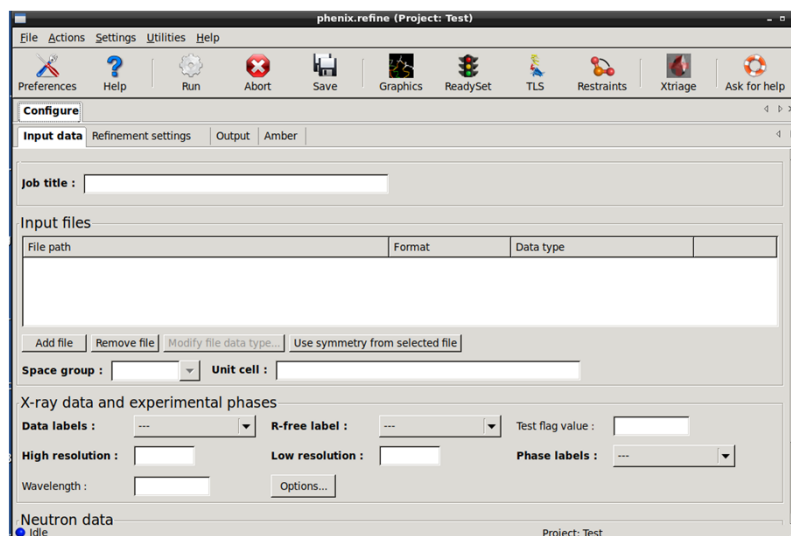 phenix.refine (Project: Test)
File Actions Settings Utilities Help
Preferences Help Run Abort Save Graphics ReadySet TLS Restraints Xtriage Ask for help
Configure
Input data Refinement settings Output Amber
Job title :
Input files
File path Format Data type
Add file Remove file Modify file data type... Use symmetry from selected file
Space group : Unit cell :
X-ray data and experimental phases
Data labels : --- R-free label : --- Test flag value :
High resolution : Low resolution : Phase labels : ---
Wavelength : Options...
Neutron data
Idle Project: Test